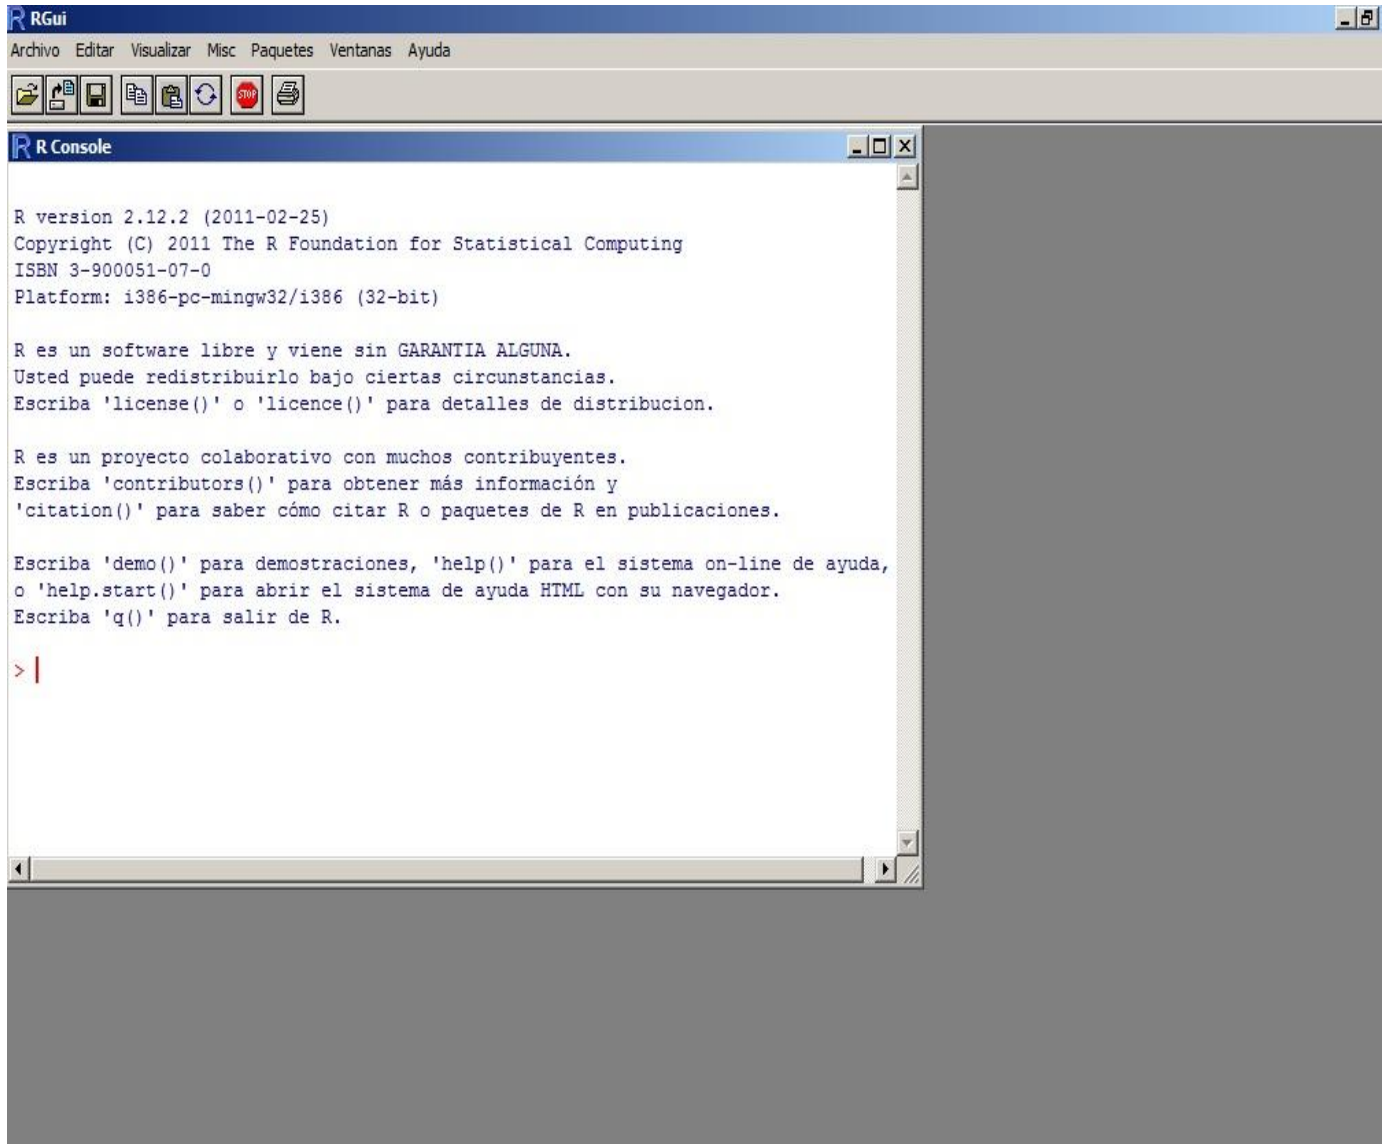 RGui
Archivo Editar Visualizar Misc Paquetes Ventanas Ayuda
STOP
R Console
R version 2.12.2 (2011-02-25)
Copyright (C) 2011 The R Foundation for Statistical Computing
ISBN 3-900051-07-0
Platform: i386-pc-mingw32/i386 (32-bit)
R es un software libre y viene sin GARANTIA ALGUNA.
Usted puede redistribuirlo bajo ciertas circunstancias.
Escriba 'license()' o 'licence()' para detalles de distribucion.
R es un proyecto colaborativo con muchos contribuyentes.
Escriba 'contributors()' para obtener más información y
'citation()' para saber cómo citar R o paquetes de R en publicaciones.
Escriba 'demo()' para demostraciones, 'help()' para el sistema on-line de ayuda,
o 'help.start()' para abrir el sistema de ayuda HTML con su navegador.
Escriba 'q()' para salir de R.
>